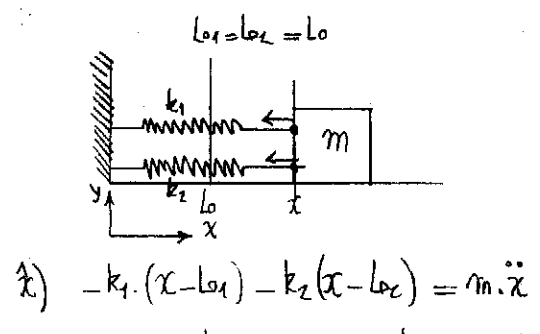 Lo1=Lo2=Lo
k1
m
k2
y
Lo
x
x
x̂) -k1.(x-Lo1)-k2(x-Lo2)=m.ẍ